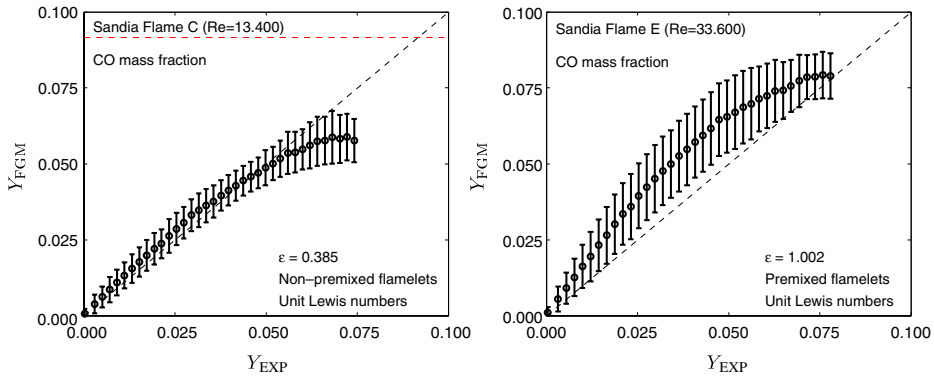 Sandia Flame C (Re=13.400)
CO mass fraction
0.100
0.075
0.050
0.025
0.000
Y_FGM
ε = 0.385
Non–premixed flamelets
Unit Lewis numbers
0.000 0.025 0.050 0.075 0.100
Y_EXP
Sandia Flame E (Re=33.600)
CO mass fraction
0.100
0.075
0.050
0.025
0.000
Y_FGM
ε = 1.002
Premixed flamelets
Unit Lewis numbers
0.000 0.025 0.050 0.075 0.100
Y_EXP